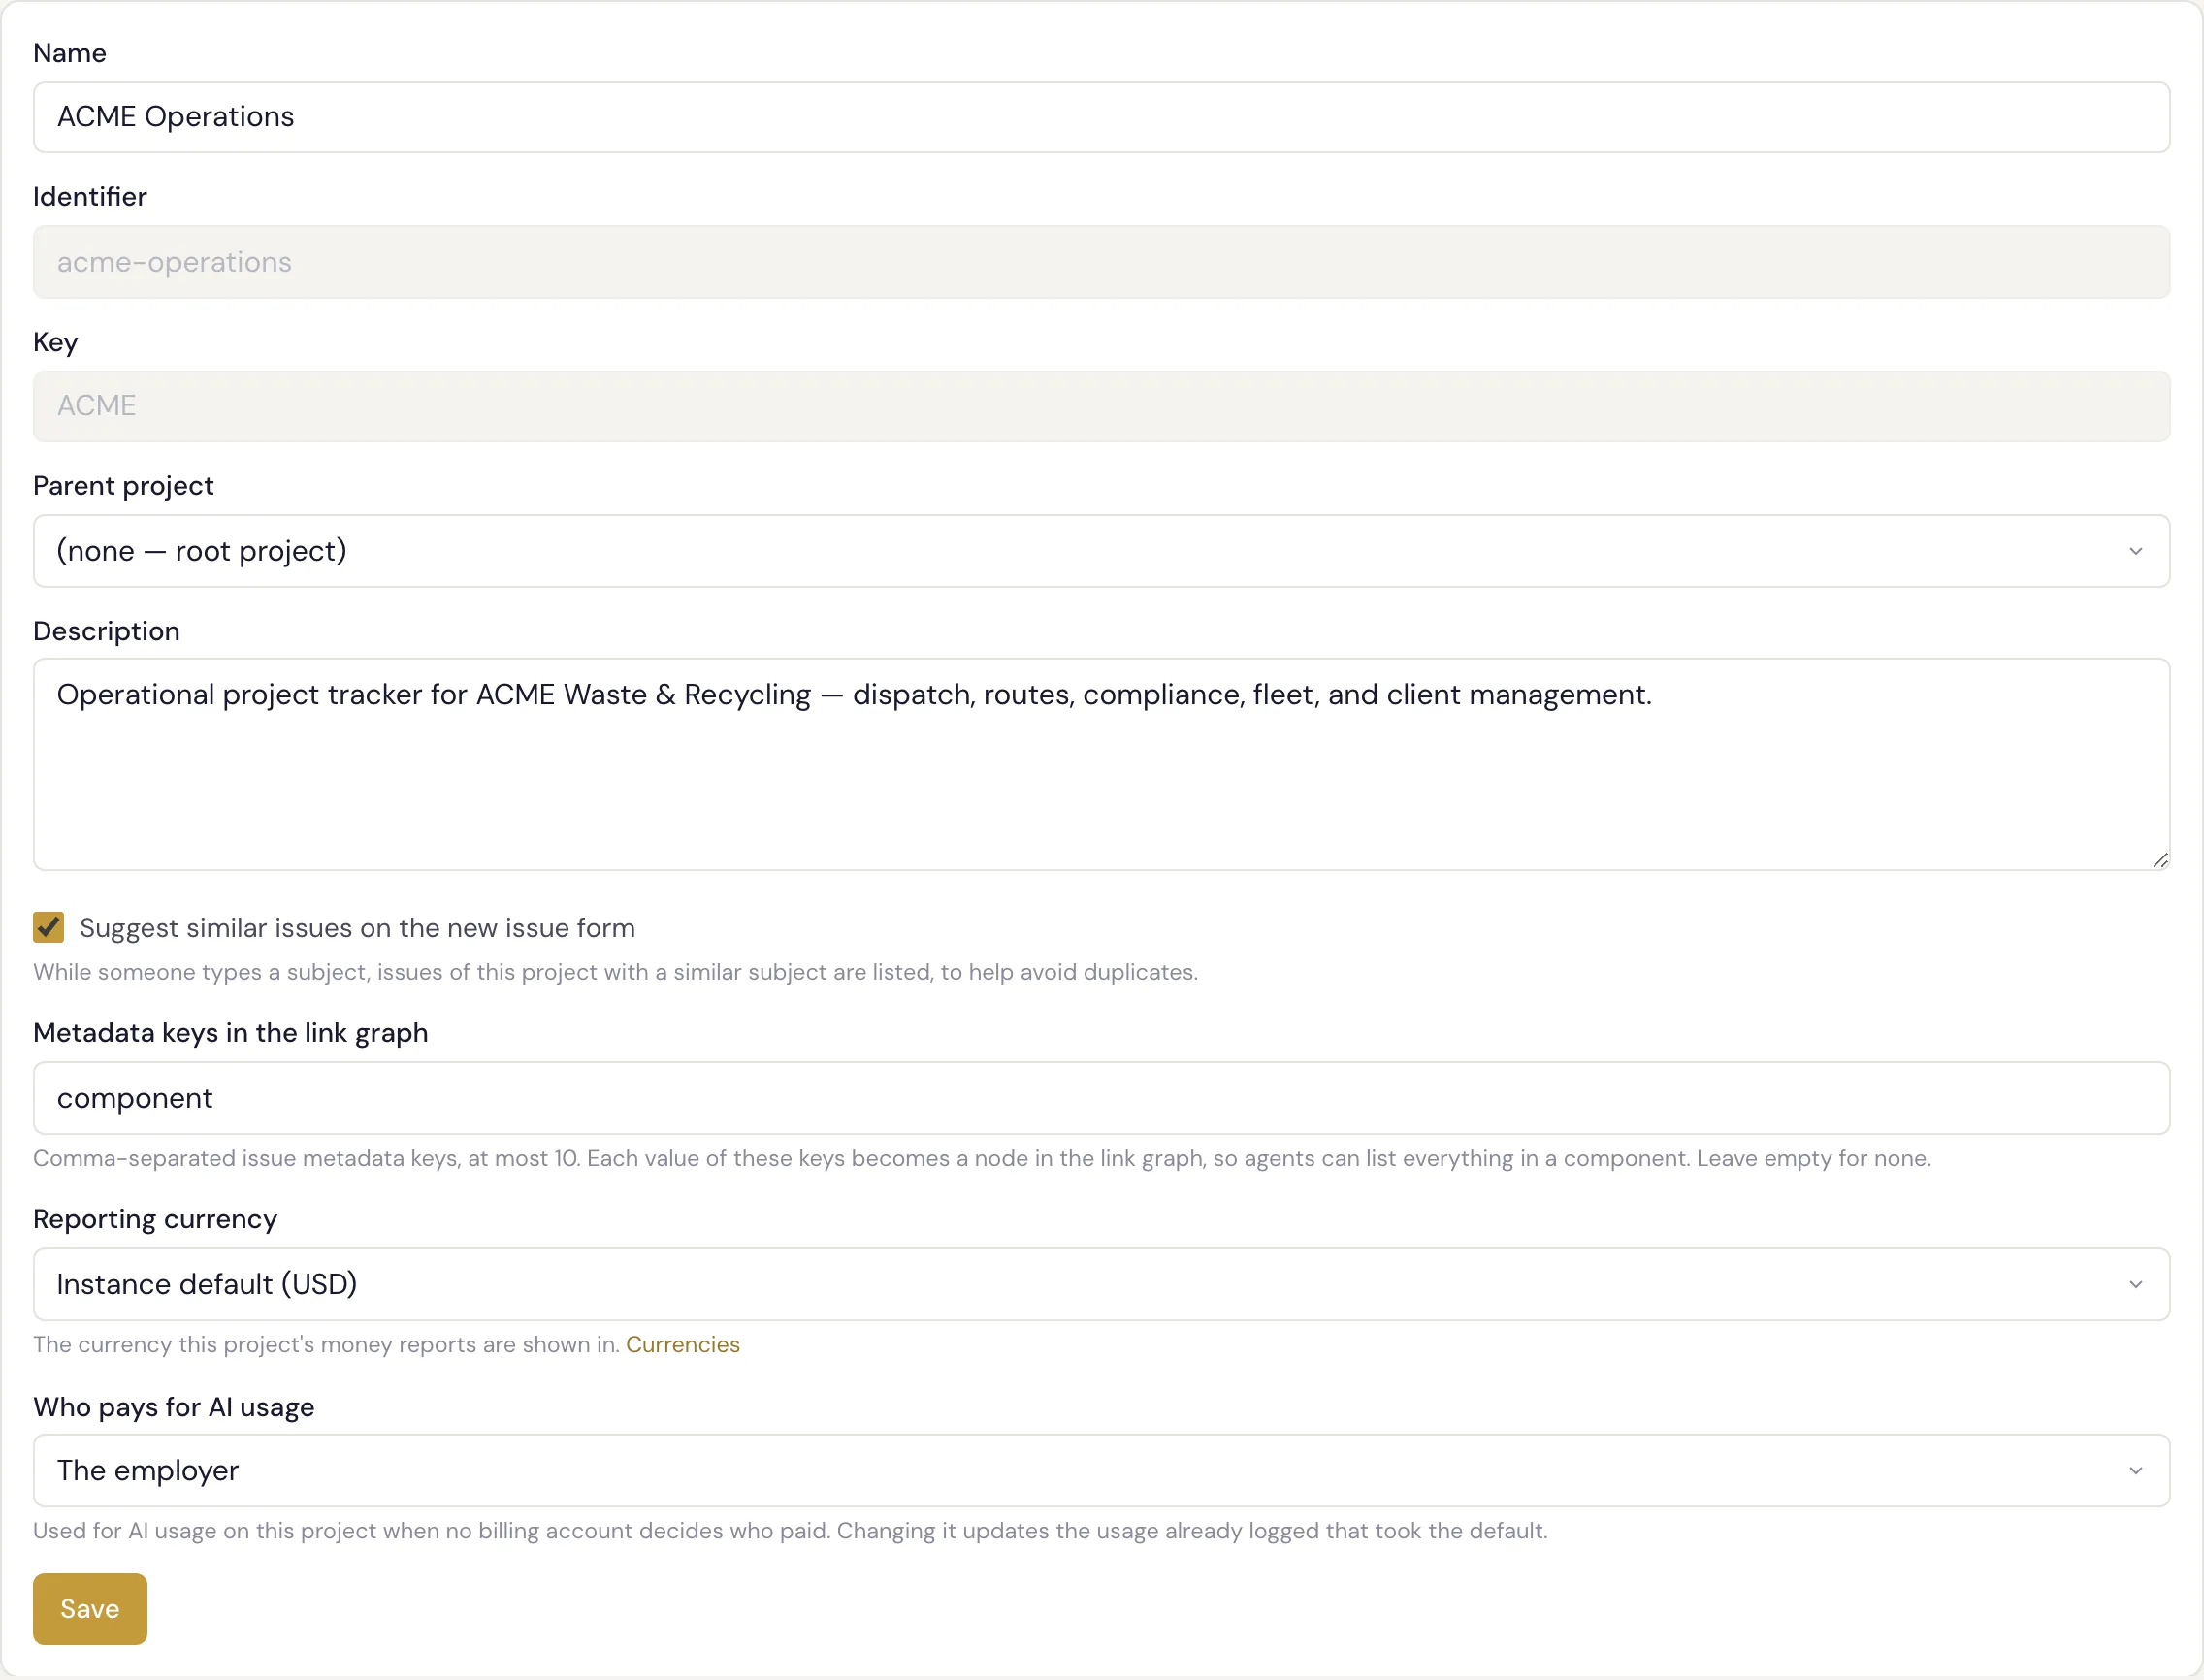 Name
ACME Operations
Identifier
acme-operations
Key
ACME
Parent project
(none — root project)
Description
Operational project tracker for ACME Waste & Recycling — dispatch, routes, compliance, fleet, and client management.
Suggest similar issues on the new issue form
While someone types a subject, issues of this project with a similar subject are listed, to help avoid duplicates.
Metadata keys in the link graph
component
Comma-separated issue metadata keys, at most 10. Each value of these keys becomes a node in the link graph, so agents can list everything in a component. Leave empty for none.
Reporting currency
Instance default (USD)
The currency this project's money reports are shown in. Currencies
Who pays for AI usage
The employer
Used for AI usage on this project when no billing account decides who paid. Changing it updates the usage already logged that took the default.
Save